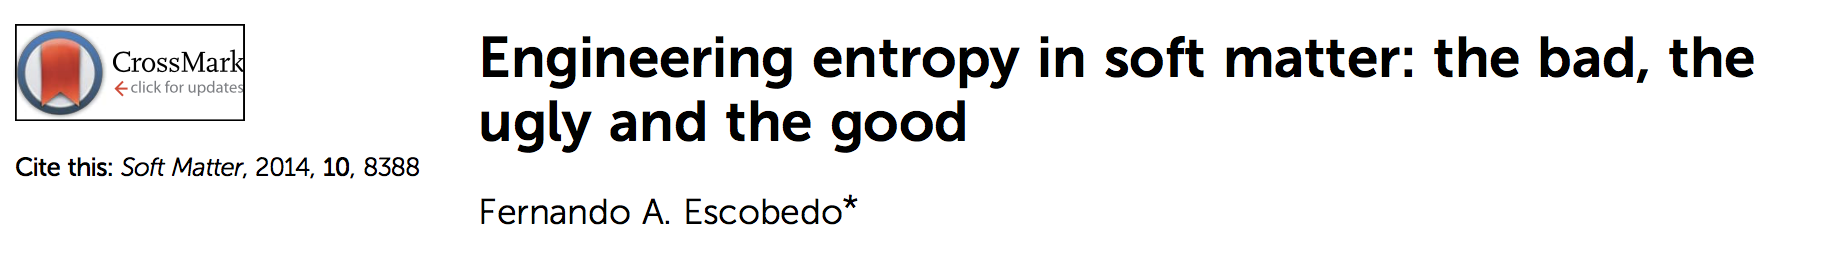 CrossMark
click for updates
Cite this: Soft Matter, 2014, 10, 8388
Engineering entropy in soft matter: the bad, the
ugly and the good
Fernando A. Escobedo*